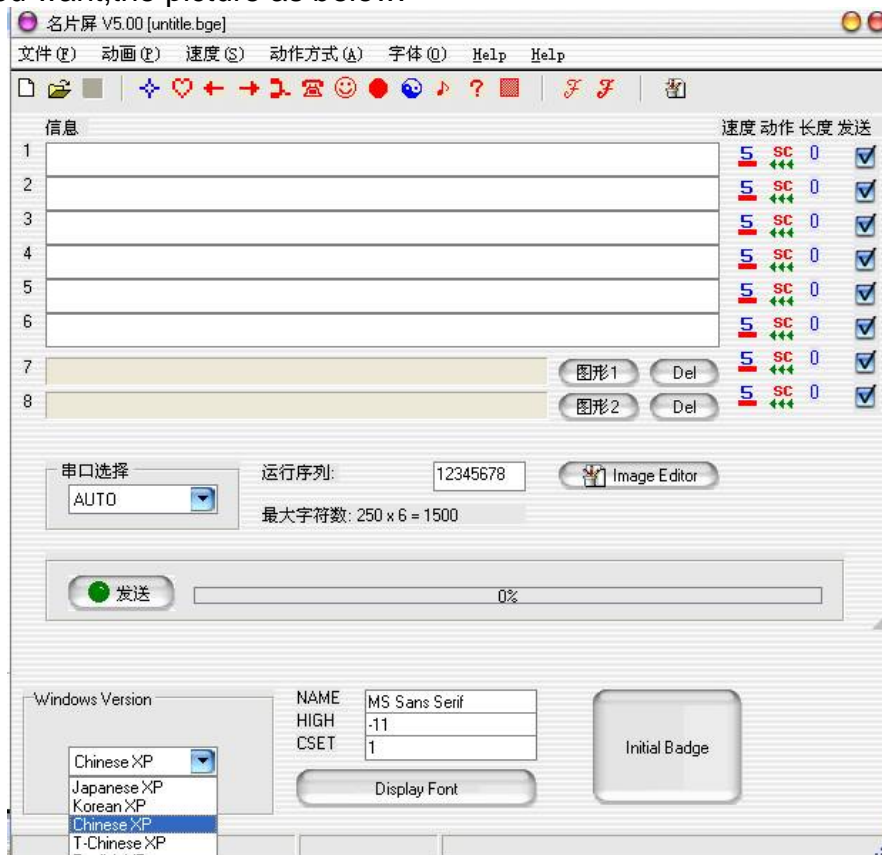 want,the picture as below:
名片屏 V5.00 [untitle.bge]
文件(F) 动画(P) 速度(S) 动作方式(A) 字体(O) Help Help
信息 速度 动作 长度 发送
1 5 SC 0
2 5 SC 0
3 5 SC 0
4 5 SC 0
5 5 SC 0
6 5 SC 0
7 图形1 Del 5 SC 0
8 图形2 Del 5 SC 0
串口选择 运行序列: 12345678 Image Editor
AUTO
最大字符数: 250 x 6 = 1500
发送 0%
Windows Version NAME MS Sans Serif
HIGH -11
CSET 1
Initial Badge
Chinese XP
Display Font
Japanese XP
Korean XP
Chinese XP
T-Chinese XP